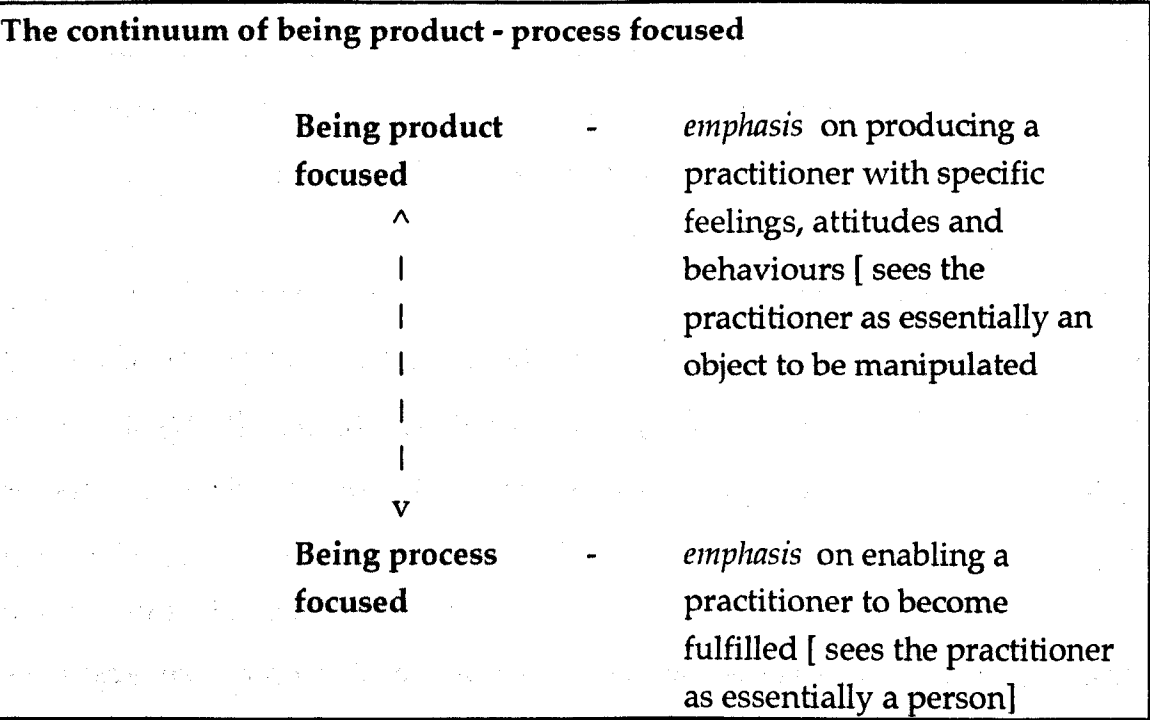 The continuum of being product - process focused
Being product - emphasis on producing a
focused practitioner with specific
^ feelings, attitudes and
| behaviours [ sees the
| practitioner as essentially an
| object to be manipulated
|
|
v
Being process - emphasis on enabling a
focused practitioner to become
fulfilled [ sees the practitioner
as essentially a person]